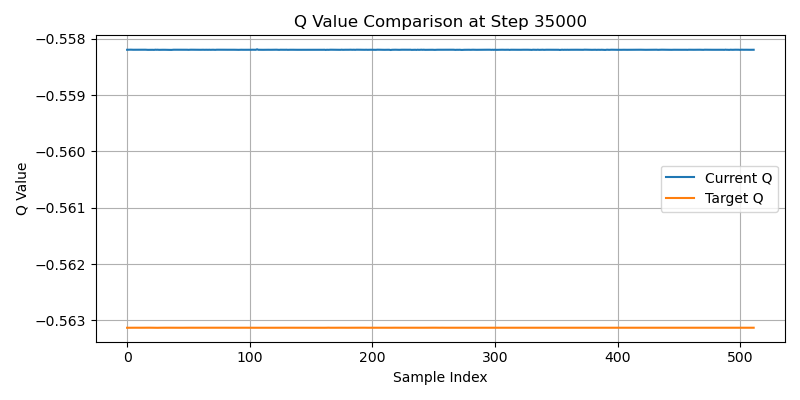 Q Value Comparison at Step 35000
−0.558
−0.559
−0.560
−0.561
−0.562
−0.563
Q Value
Current Q
Target Q
0 100 200 300 400 500
Sample Index